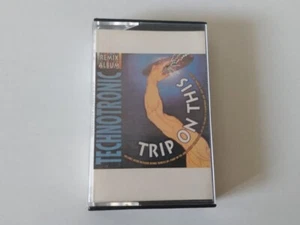 REMIX
ALBUM
TECHNOTRONIC
TRIP ON THIS